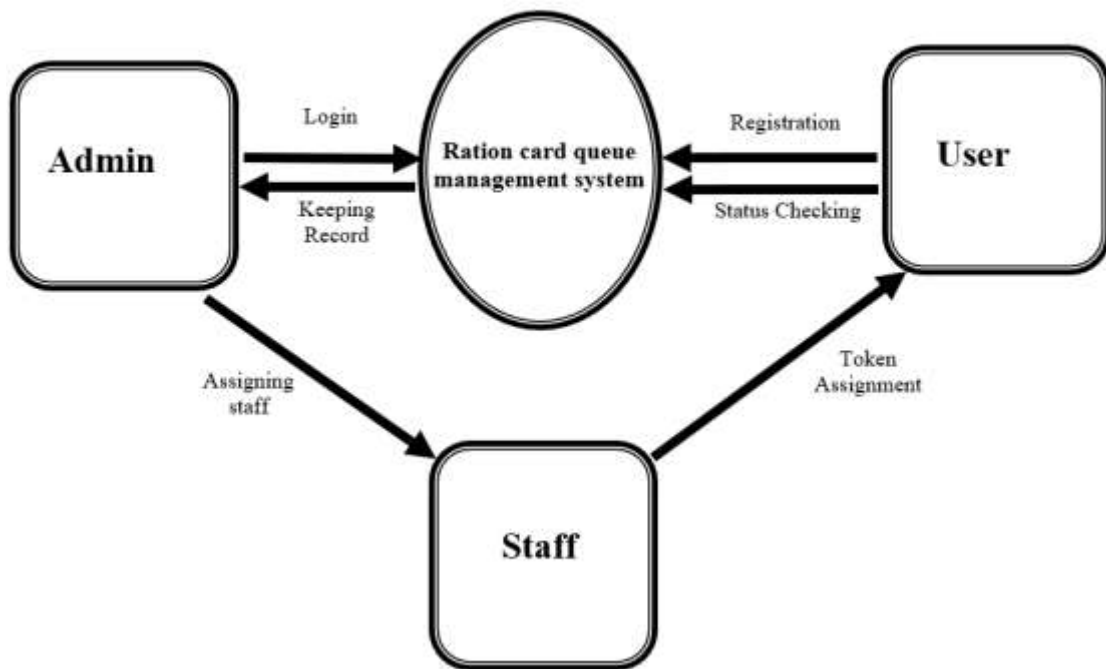 Admin
Login
Keeping
Record
Ration card queue
management system
Registration
Status Checking
User
Assigning
staff
Token
Assignment
Staff